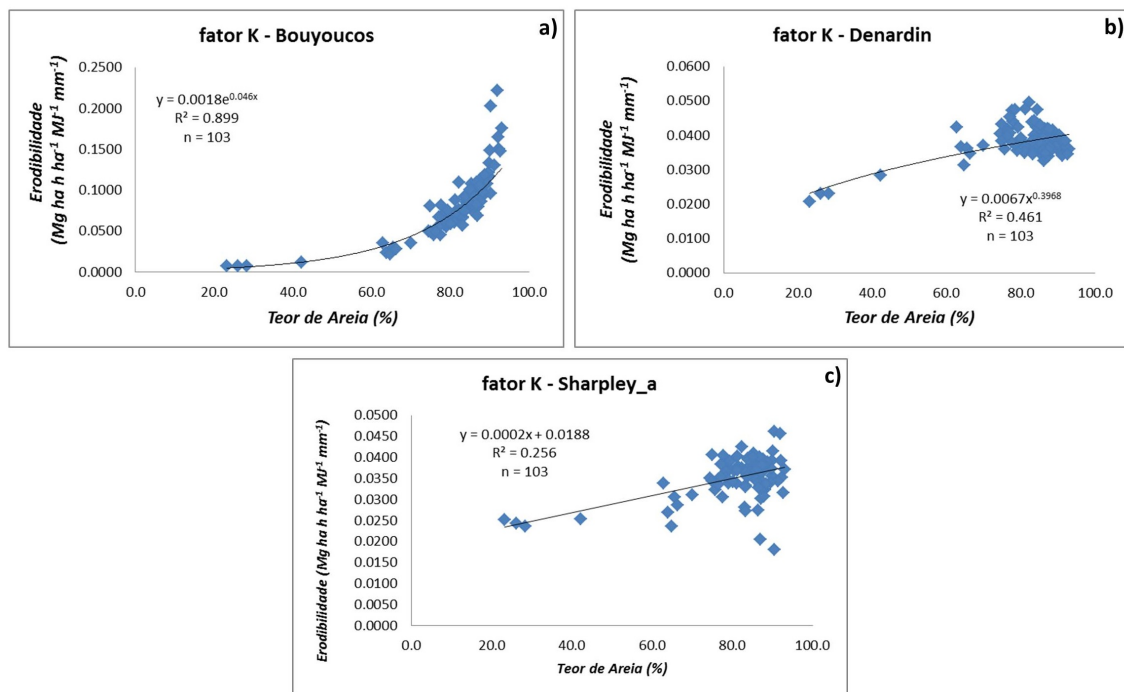 fator K - Bouyoucos
a)
y = 0.0018e^0.046x
R² = 0.899
n = 103
Erodibilidade
(Mg ha h ha⁻¹ MJ⁻¹ mm⁻¹)
0.2500
0.2000
0.1500
0.1000
0.0500
0.0000
0.0 20.0 40.0 60.0 80.0 100.0
Teor de Areia (%)
fator K - Denardin
b)
Erodibilidade
(Mg ha h ha⁻¹ MJ⁻¹ mm⁻¹)
0.0600
0.0500
0.0400
0.0300
0.0200
0.0100
0.0000
y = 0.0067x^0.3968
R² = 0.461
n = 103
0.0 20.0 40.0 60.0 80.0 100.0
Teor de Areia (%)
fator K - Sharpley_a
c)
y = 0.0002x + 0.0188
R² = 0.256
n = 103
Erodibilidade (Mg ha h ha⁻¹ MJ⁻¹ mm⁻¹)
0.0500
0.0450
0.0400
0.0350
0.0300
0.0250
0.0200
0.0150
0.0100
0.0050
0.0000
0.0 20.0 40.0 60.0 80.0 100.0
Teor de Areia (%)